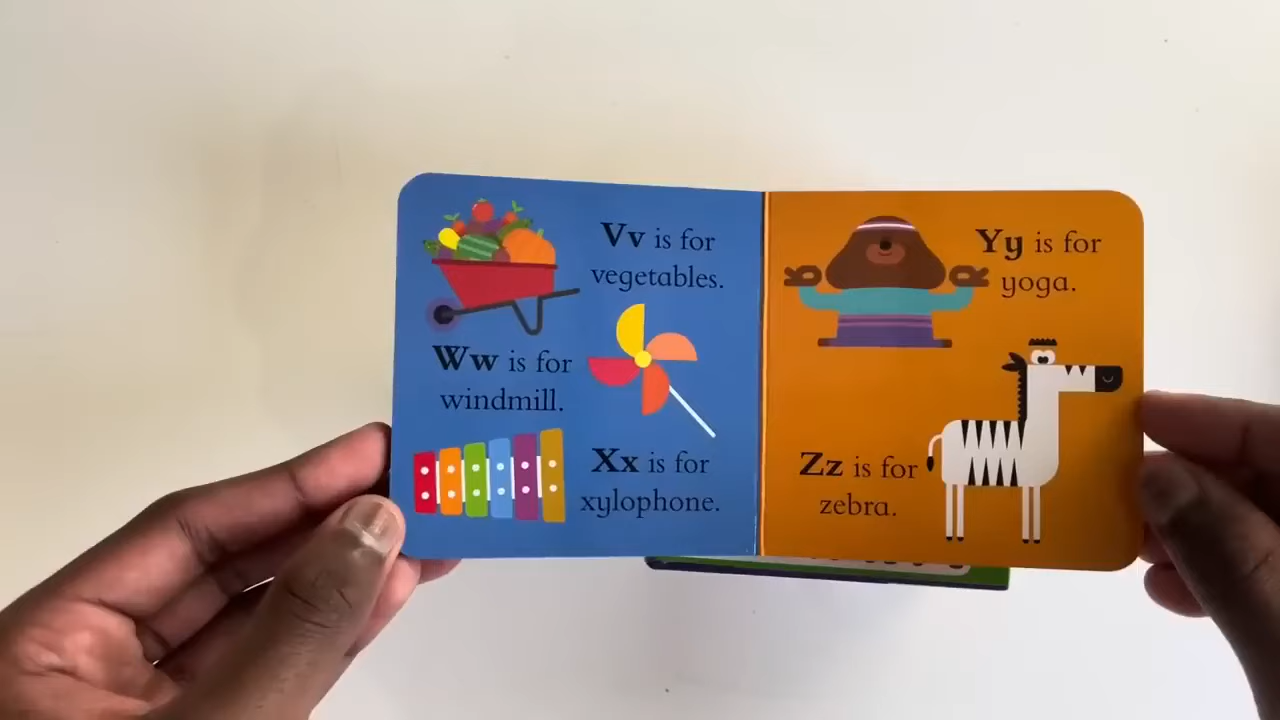 Vv is for
vegetables.
Ww is for
windmill.
Xx is for
xylophone.
Yy is for
yoga.
Zz is for
zebra.